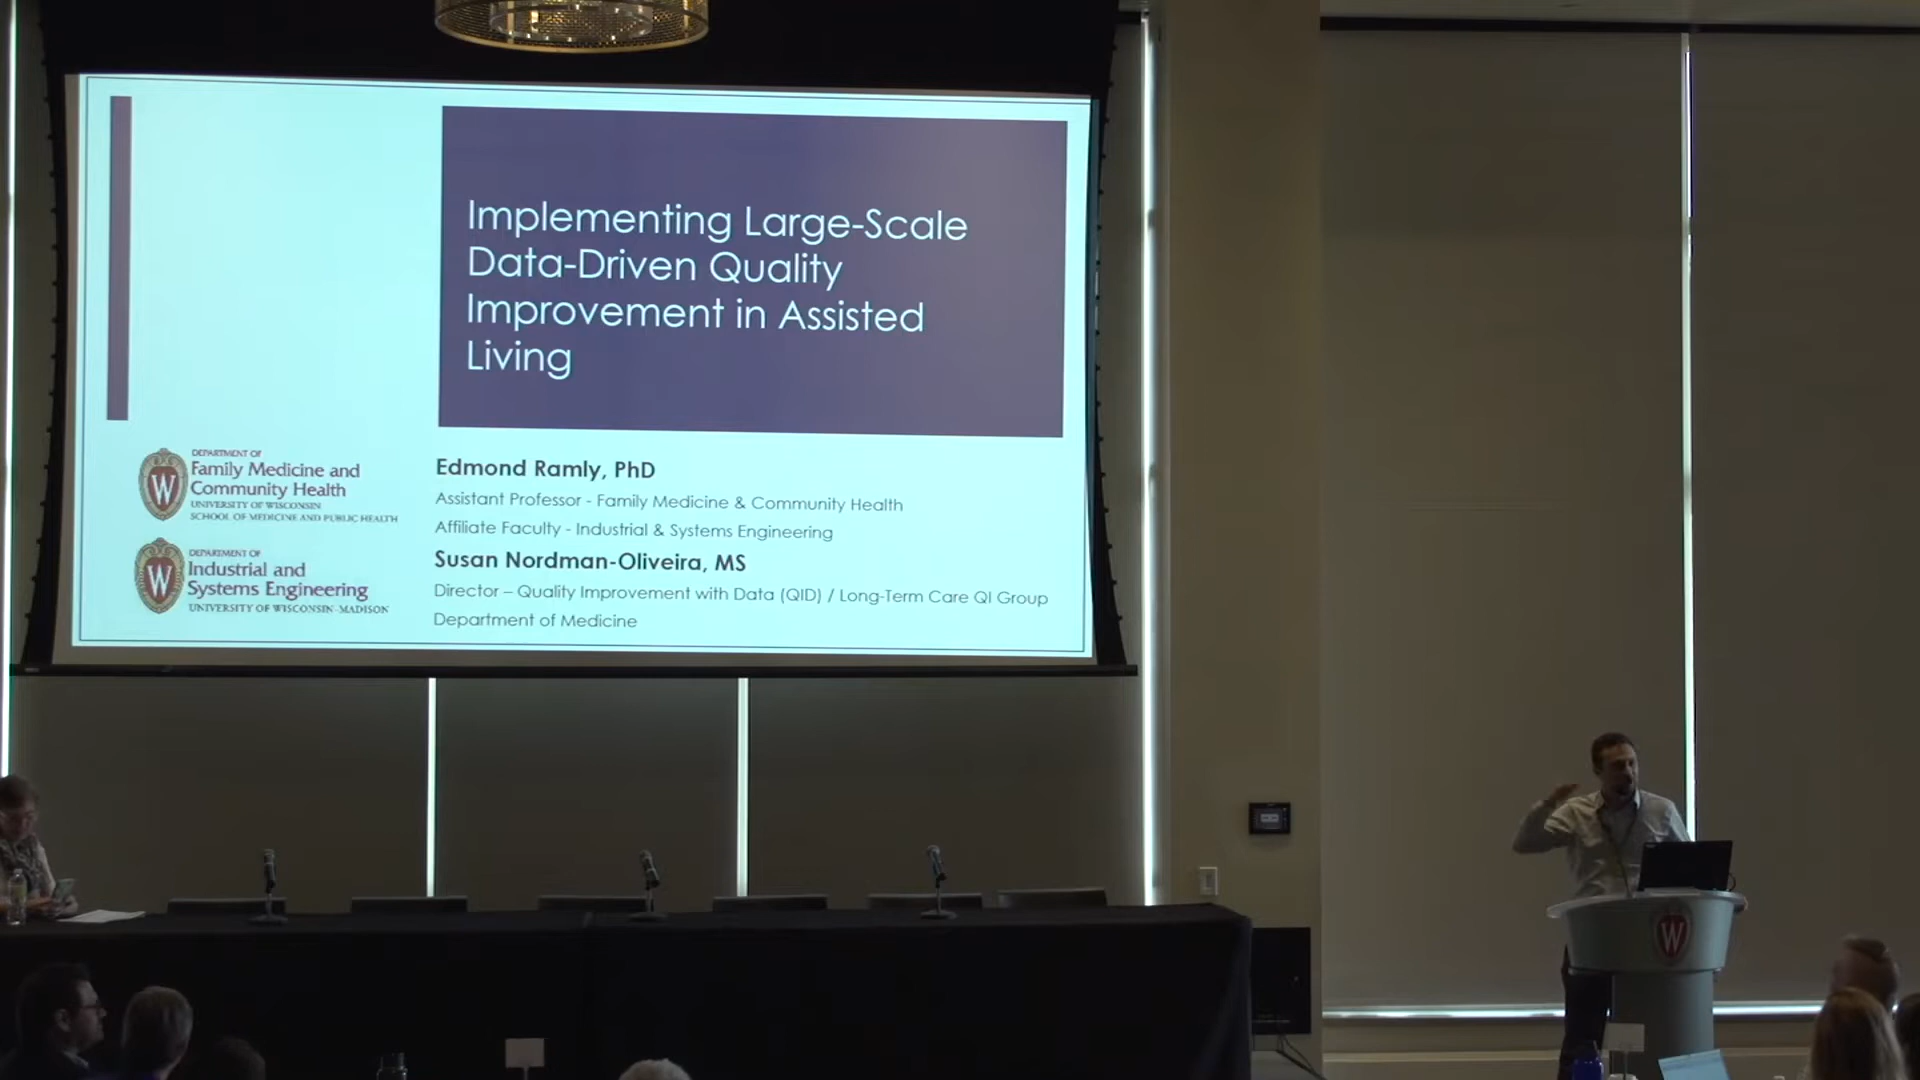 Implementing Large-Scale
Data-Driven Quality
Improvement in Assisted
Living
DEPARTMENT OF
Family Medicine and
Community Health
UNIVERSITY OF WISCONSIN
SCHOOL OF MEDICINE AND PUBLIC HEALTH
DEPARTMENT OF
Industrial and
Systems Engineering
UNIVERSITY OF WISCONSIN-MADISON
Edmond Ramly, PhD
Assistant Professor - Family Medicine & Community Health
Affiliate Faculty - Industrial & Systems Engineering
Susan Nordman-Oliveira, MS
Director – Quality Improvement with Data (QID) / Long-Term Care QI Group
Department of Medicine
W
W
W